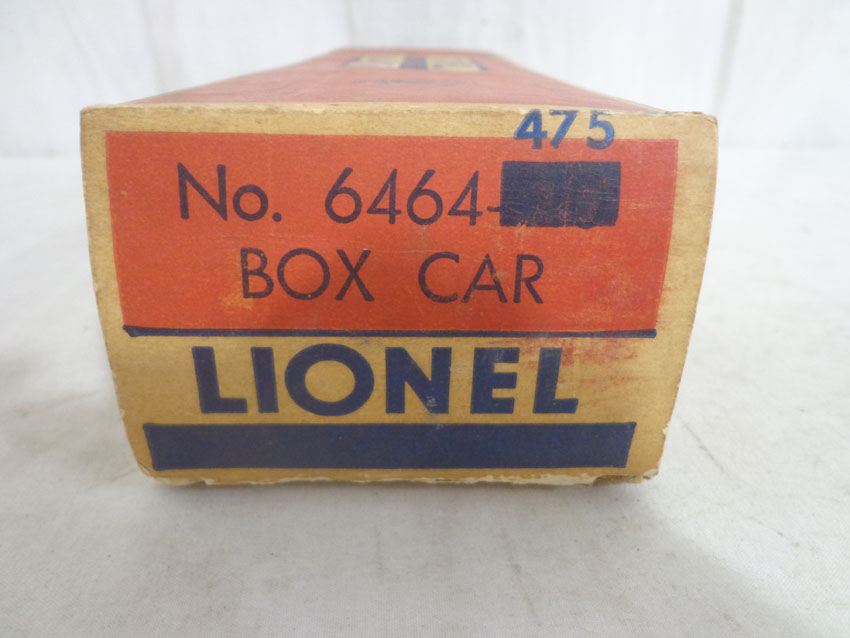 475
No. 6464-
BOX CAR
LIONEL